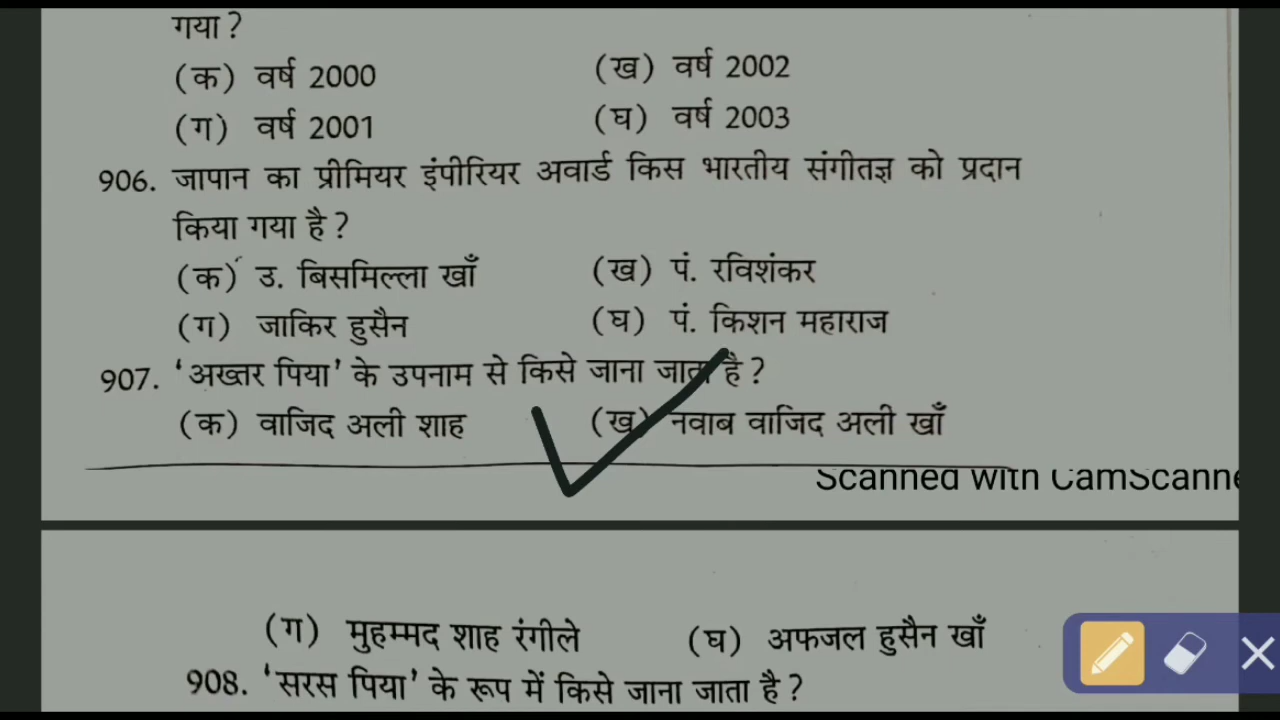 गया ?
(क) वर्ष 2000 (ख) वर्ष 2002
(ग) वर्ष 2001 (घ) वर्ष 2003
906. जापान का प्रीमियर इंपीरियर अवार्ड किस भारतीय संगीतज्ञ को प्रदान
किया गया है ?
(क) उ. बिसमिल्ला खाँ (ख) पं. रविशंकर
(ग) जाकिर हुसैन (घ) पं. किशन महाराज
907. 'अख्तर पिया' के उपनाम से किसे जाना जाता है ?
(क) वाजिद अली शाह (ख) नवाब वाजिद अली खाँ
Scanned with CamScanne
(ग) मुहम्मद शाह रंगीले (घ) अफजल हुसैन खाँ
908. 'सरस पिया' के रूप में किसे जाना जाता है ?